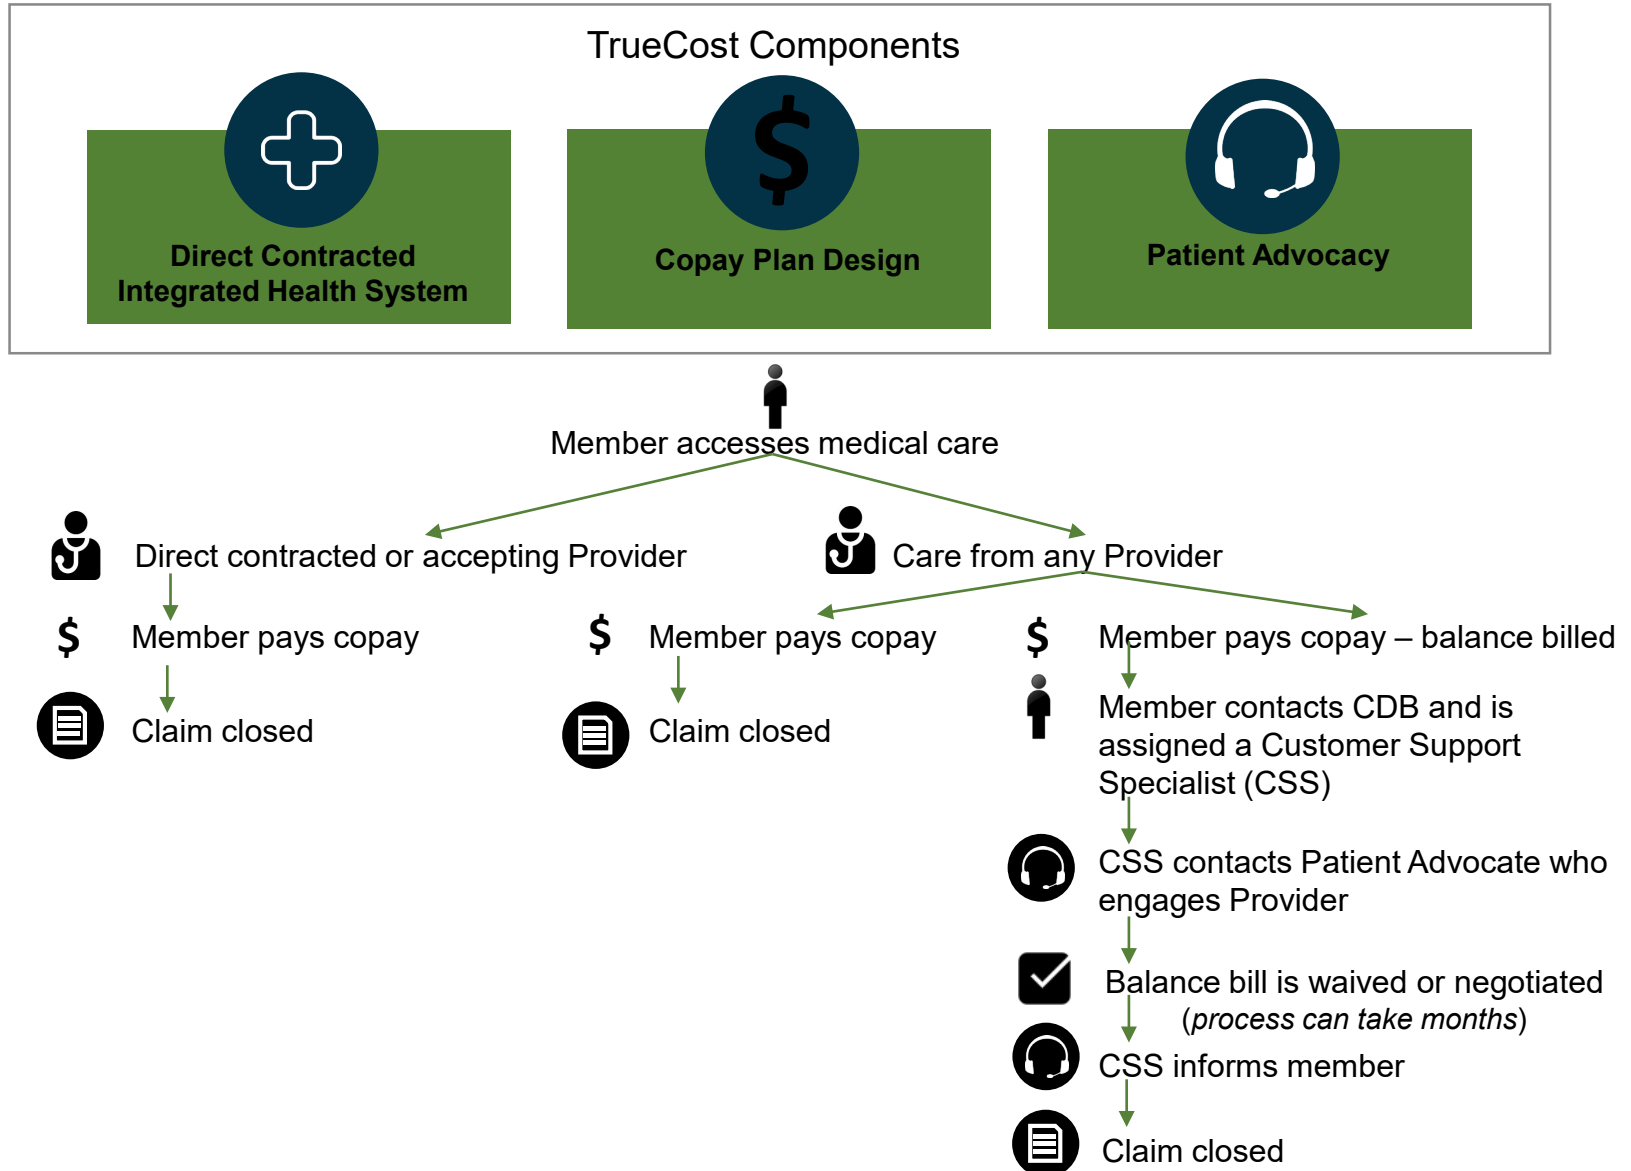 TrueCost Components
Direct Contracted
Integrated Health System
Copay Plan Design
Patient Advocacy
Member accesses medical care
Direct contracted or accepting Provider
Care from any Provider
$ Member pays copay
$ Member pays copay
$ Member pays copay – balance billed
Claim closed
Claim closed
Member contacts CDB and is
assigned a Customer Support
Specialist (CSS)
CSS contacts Patient Advocate who
engages Provider
Balance bill is waived or negotiated
(process can take months)
CSS informs member
Claim closed